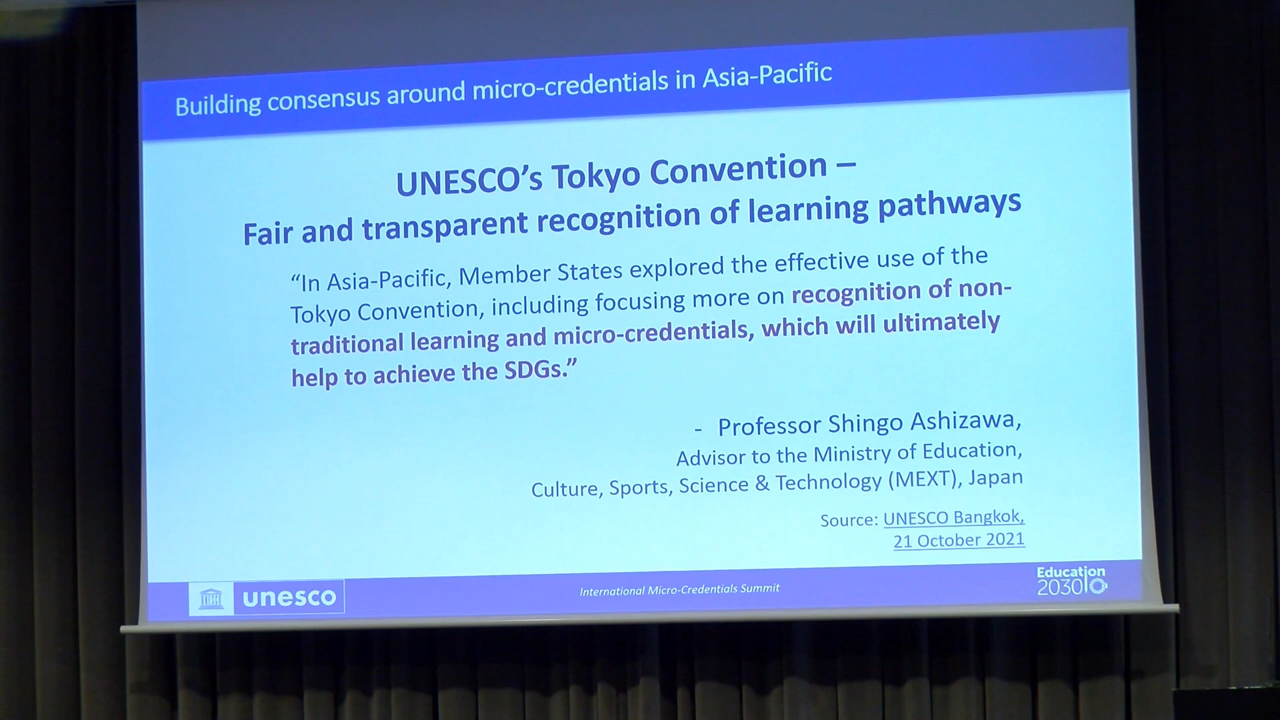 Building consensus around micro-credentials in Asia-Pacific
UNESCO’s Tokyo Convention –
Fair and transparent recognition of learning pathways
“In Asia-Pacific, Member States explored the effective use of the
Tokyo Convention, including focusing more on recognition of non-
traditional learning and micro-credentials, which will ultimately
help to achieve the SDGs.”
- Professor Shingo Ashizawa,
Advisor to the Ministry of Education,
Culture, Sports, Science & Technology (MEXT), Japan
Source: UNESCO Bangkok,
21 October 2021
unesco
International Micro-Credentials Summit
Education
2030